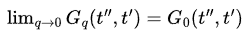 lim_{q→0} G_q(t″, t′) = G_0(t″, t′)